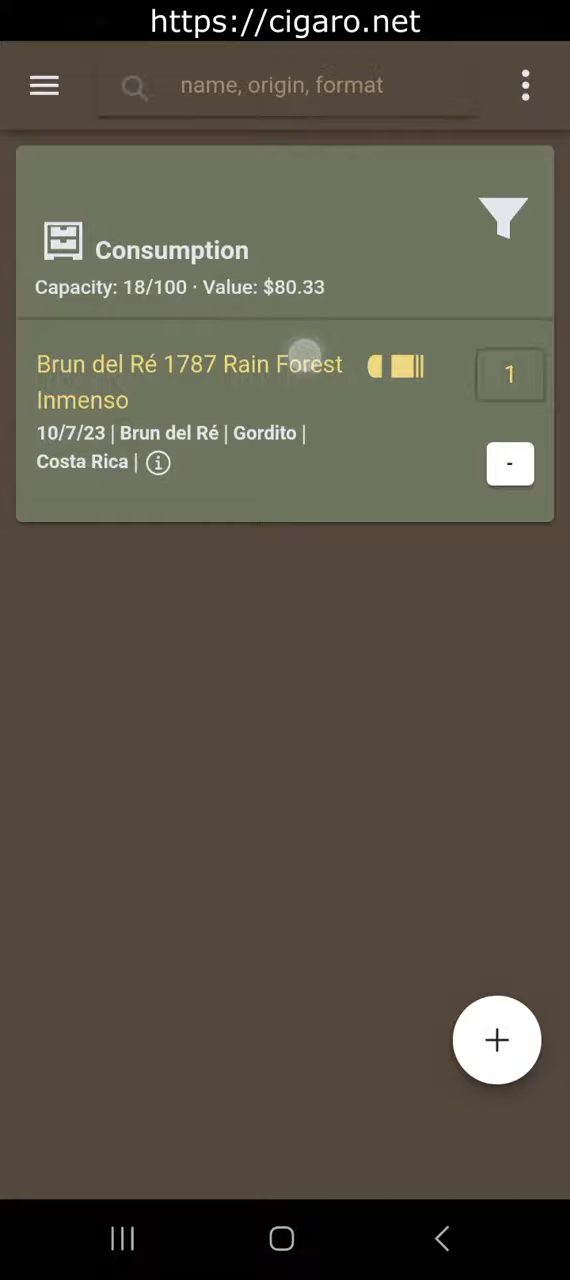 https://cigaro.net
name, origin, format
Consumption
Capacity: 18/100 · Value: $80.33
Brun del Ré 1787 Rain Forest
Inmenso
1
10/7/23 | Brun del Ré | Gordito |
Costa Rica |
-
+